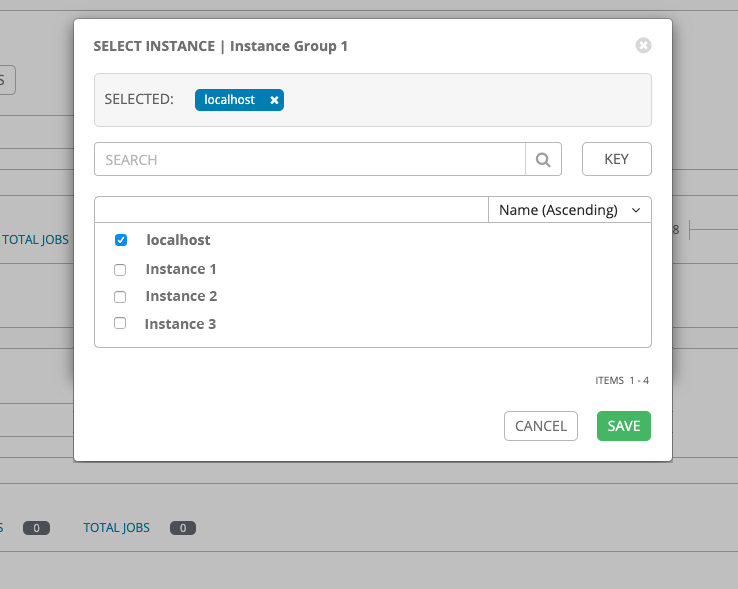 SELECT INSTANCE | Instance Group 1
S
SELECTED: localhost
SEARCH KEY
Name (Ascending)
TOTAL JOBS
8
localhost
Instance 1
Instance 2
Instance 3
ITEMS 1 - 4
CANCEL SAVE
S 0 TOTAL JOBS 0